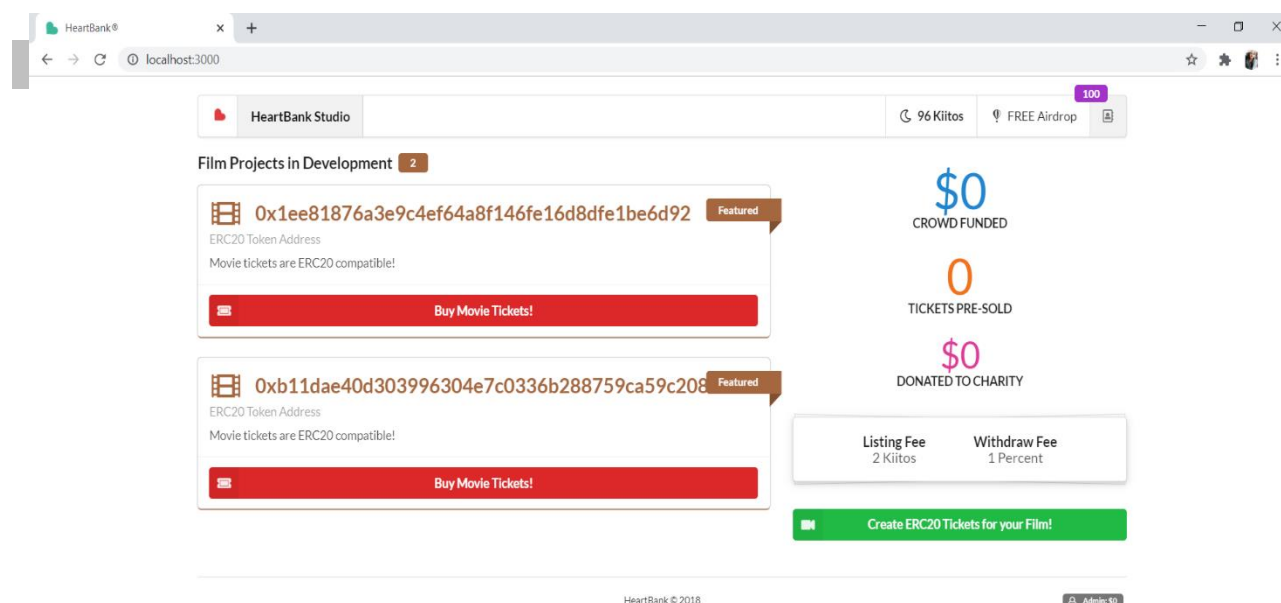 HeartBank®
localhost:3000
100
HeartBank Studio
96 Kiitos
FREE Airdrop
Film Projects in Development 2
0x1ee81876a3e9c4ef64a8f146fe16d8dfe1be6d92
Featured
ERC20 Token Address
Movie tickets are ERC20 compatible!
Buy Movie Tickets!
0xb11dae40d303996304e7c0336b288759ca59c208
Featured
ERC20 Token Address
Movie tickets are ERC20 compatible!
Buy Movie Tickets!
$0
CROWD FUNDED
0
TICKETS PRE-SOLD
$0
DONATED TO CHARITY
Listing Fee Withdraw Fee
2 Kiitos 1 Percent
Create ERC20 Tickets for your Film!
HeartBank © 2018
Admin: $0